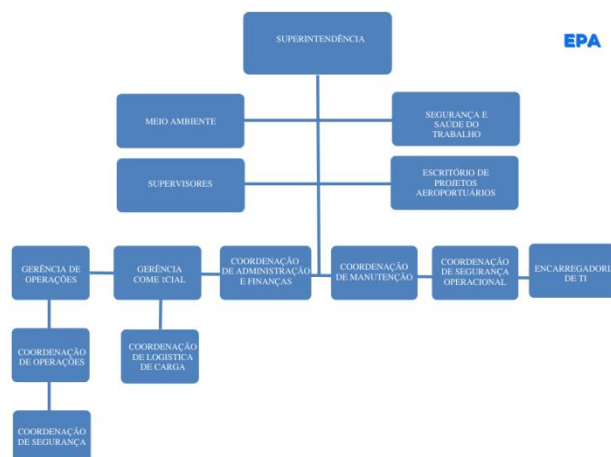 SUPERINTENDÊNCIA
EPA
MEIO AMBIENTE
SEGURANÇA E
SAÚDE DO
TRABALHO
SUPERVISORES
ESCRITÓRIO DE
PROJETOS
AEROPORTUÁRIOS
GERÊNCIA DE
OPERAÇÕES
GERÊNCIA
COORDENAÇÃO
DE ADMINISTRAÇÃO
E FINANÇAS
COORDENAÇÃO
DE MANUTENÇÃO
COORDENAÇÃO
DE SEGURANÇA
OPERACIONAL
ENCARREGADORIA
DE TI
COORDENAÇÃO
DE OPERAÇÕES
COORDENAÇÃO
DE LOGISTICA
DE CARGA
COORDENAÇÃO
DE SEGURANÇA